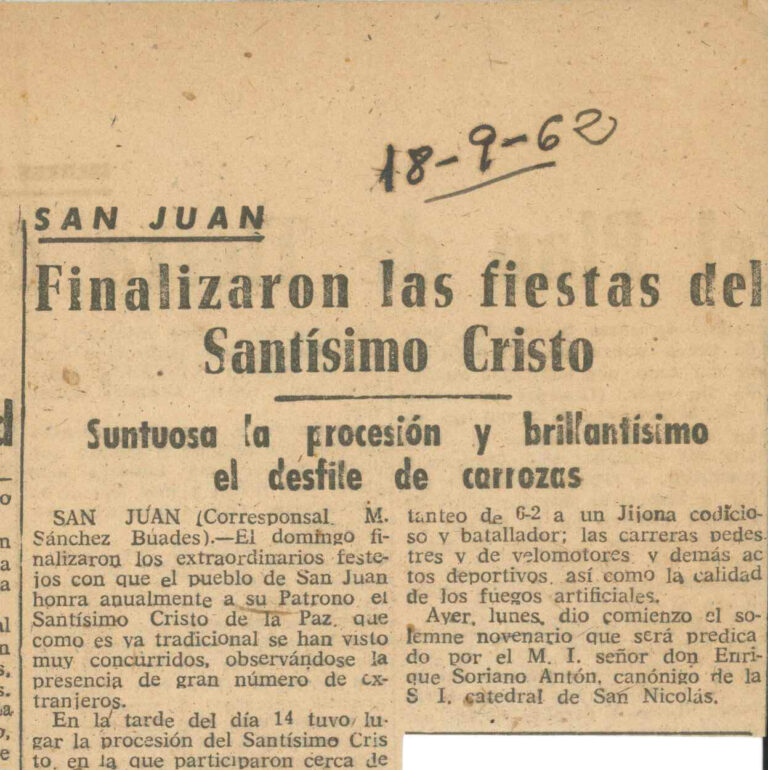 18-9-62
SAN JUAN
Finalizaron las fiestas del
Santísimo Cristo
Suntuosa la procesión y brillantísimo
el desfile de carrozas
SAN JUAN (Corresponsal. M.
Sánchez Búades).—El domingo fi-
nalizaron los extraordinarios feste-
jos con que el pueblo de San Juan
honra anualmente a su Patrono el
Santísimo Cristo de la Paz, que
como es ya tradicional se han visto
muy concurridos, observándose la
presencia de gran número de ex-
tranjeros.
En la tarde del día 14 tuvo lu-
gar la procesión del Santísimo Cris
to, en la que participaron cerca de
tanteo de 6-2 a un Jijona codicio-
so y batallador; las carreras pedes
tres y de velomotores y demás ac
tos deportivos, así como la calidad
de los fuegos artificiales.
Ayer, lunes, dio comienzo el so-
lemne novenario que será predica
do por el M. I. señor don Enri-
que Soriano Antón, canónigo de la
S I. catedral de San Nicolás.